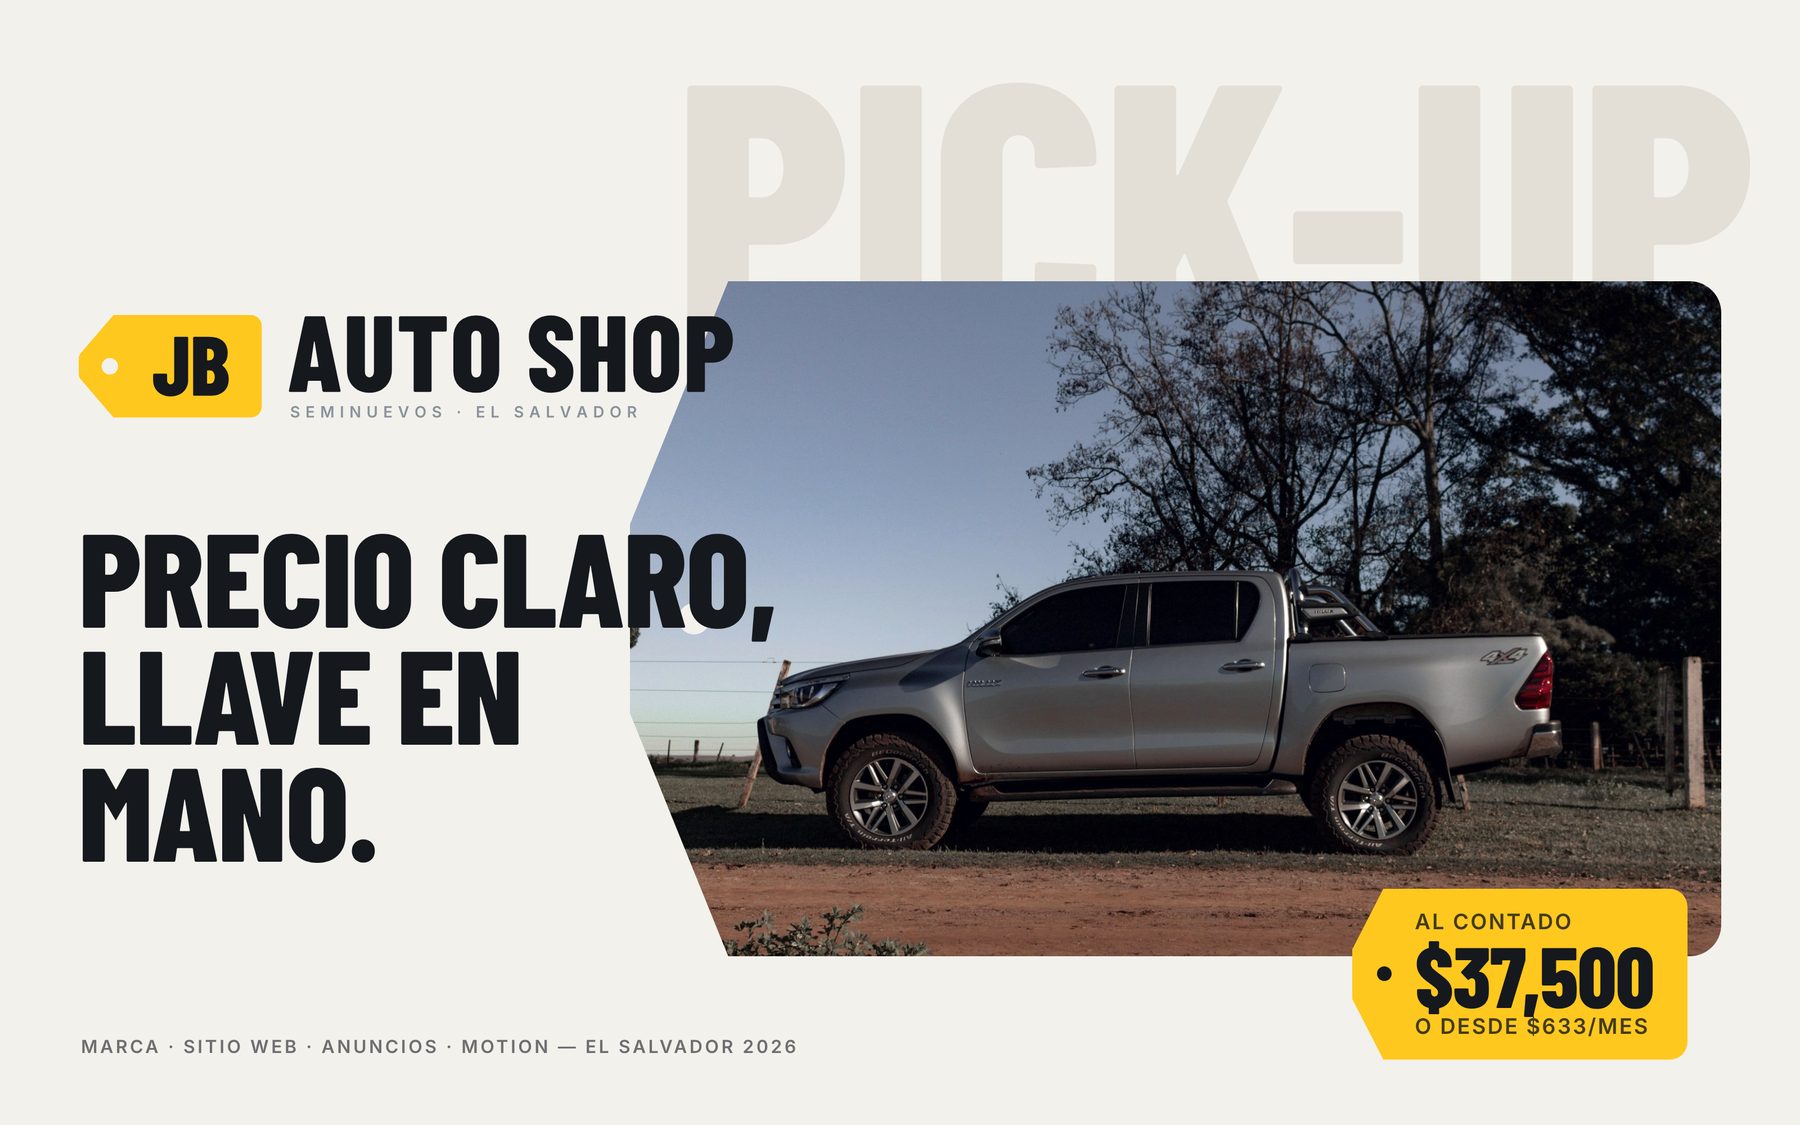 PICK-UP
JB AUTO SHOP
SEMINUEVOS · EL SALVADOR
PRECIO CLARO,
LLAVE EN
MANO.
4x4
AL CONTADO
$37,500
O DESDE $633/MES
MARCA · SITIO WEB · ANUNCIOS · MOTION — EL SALVADOR 2026